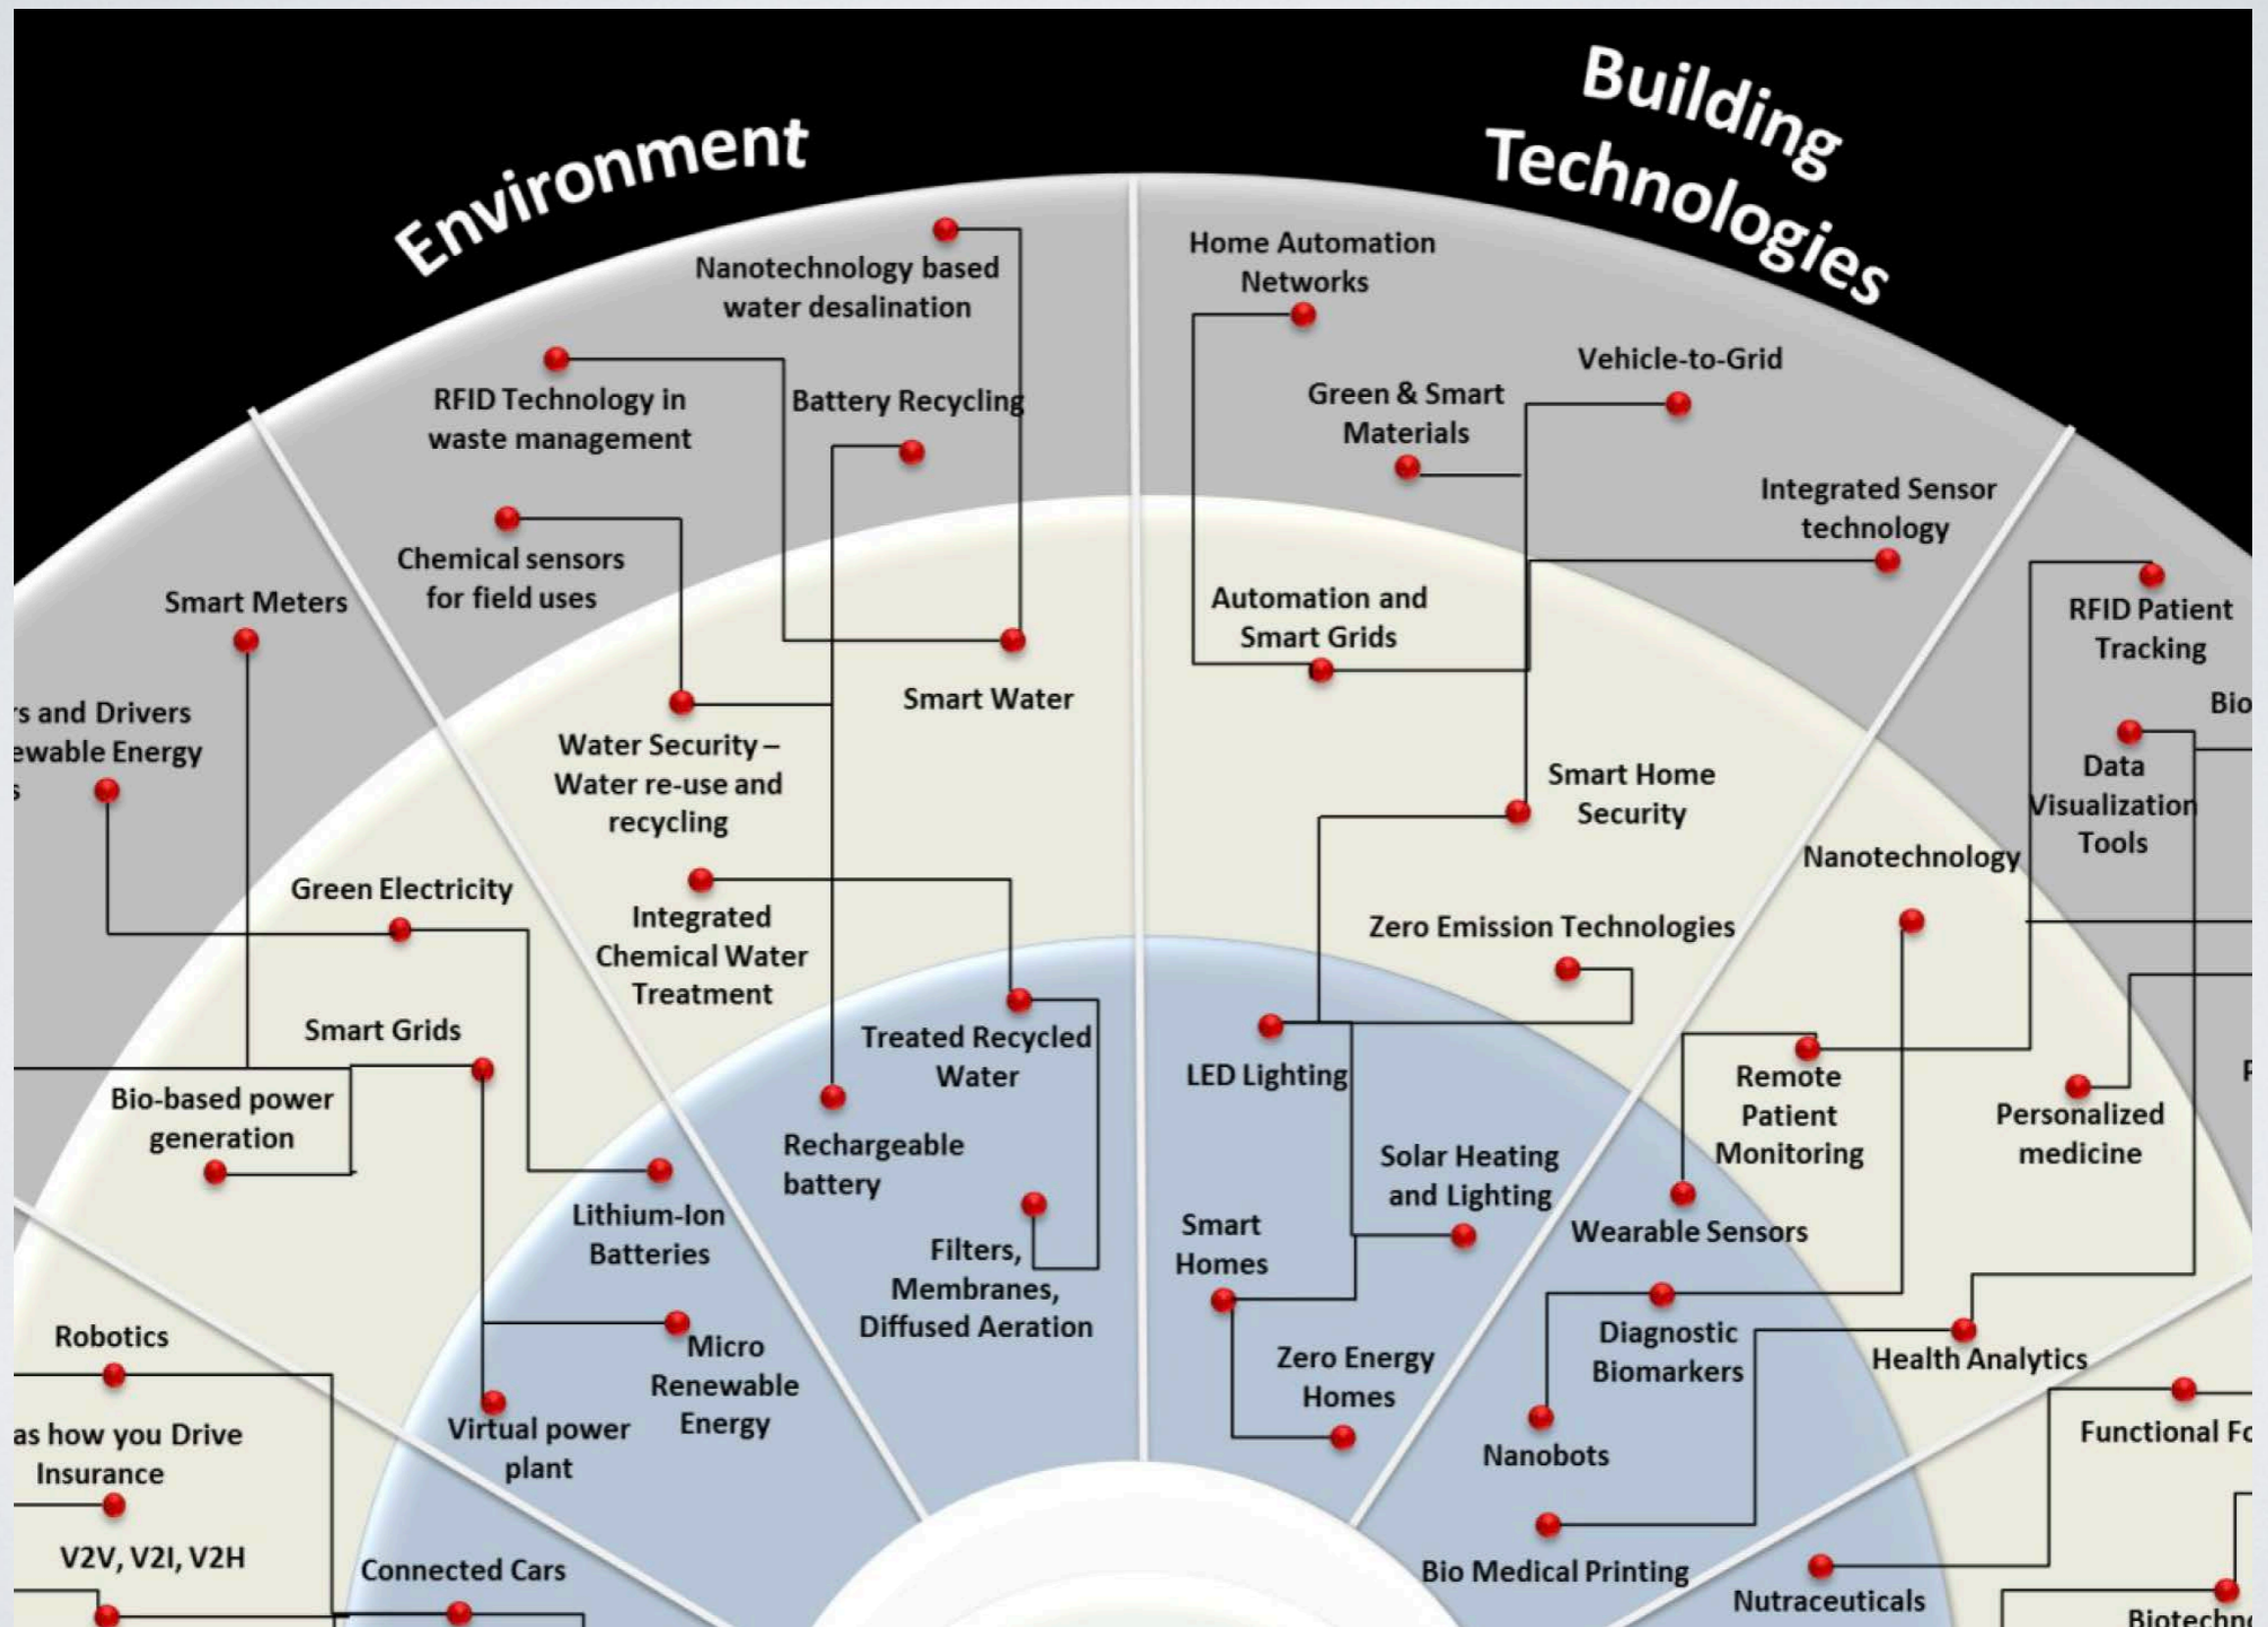 Environment
Building
Technologies
Nanotechnology based
water desalination
RFID Technology in
waste management
Battery Recycling
Chemical sensors
for field uses
Smart Water
Water Security –
Water re-use and
recycling
Integrated
Chemical Water
Treatment
Treated Recycled
Water
Rechargeable
battery
Filters,
Membranes,
Diffused Aeration
Home Automation
Networks
Vehicle-to-Grid
Green & Smart
Materials
Integrated Sensor
technology
Automation and
Smart Grids
Smart Home
Security
Zero Emission Technologies
LED Lighting
Solar Heating
and Lighting
Smart
Homes
Zero Energy
Homes
Smart Meters
and Drivers
Energy
Green Electricity
Smart Grids
Bio-based power
generation
Lithium-Ion
Batteries
Micro
Renewable
Energy
Virtual power
plant
Robotics
as how you Drive
Insurance
V2V, V2I, V2H
Connected Cars
RFID Patient
Tracking
Bio
Data
Visualization
Tools
Nanotechnology
Remote
Patient
Monitoring
Personalized
medicine
Wearable Sensors
Diagnostic
Biomarkers
Health Analytics
Nanobots
Bio Medical Printing
Functional
Nutraceuticals